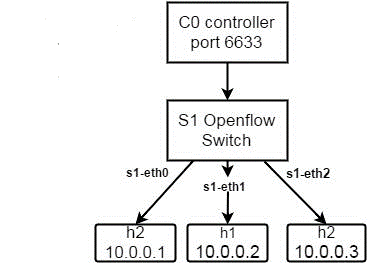 C0 controller
port 6633
S1 Openflow
Switch
s1-eth0
s1-eth1
s1-eth2
h2
10.0.0.1
h1
10.0.0.2
h2
10.0.0.3